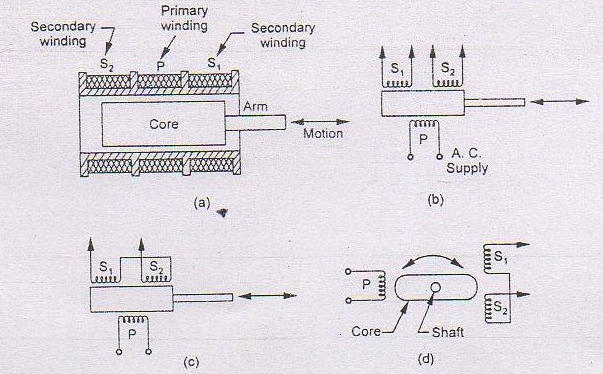 Primary
winding
Secondary
winding
Secondary
winding
S2
P
S1
Arm
Core
Motion
(a)
S1
S2
P
A. C.
Supply
(b)
S1
S2
P
(c)
P
S1
S2
Core
Shaft
(d)